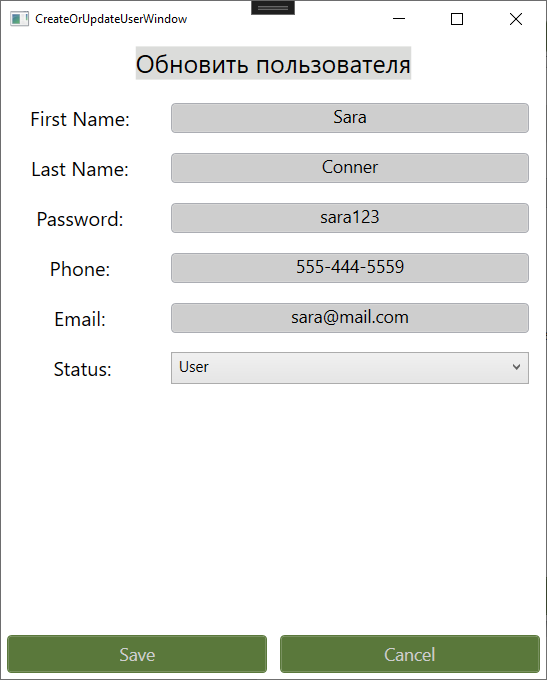 CreateOrUpdateUserWindow
Обновить пользователя
First Name: Sara
Last Name: Conner
Password: sara123
Phone: 555-444-5559
Email: sara@mail.com
Status: User
Save Cancel